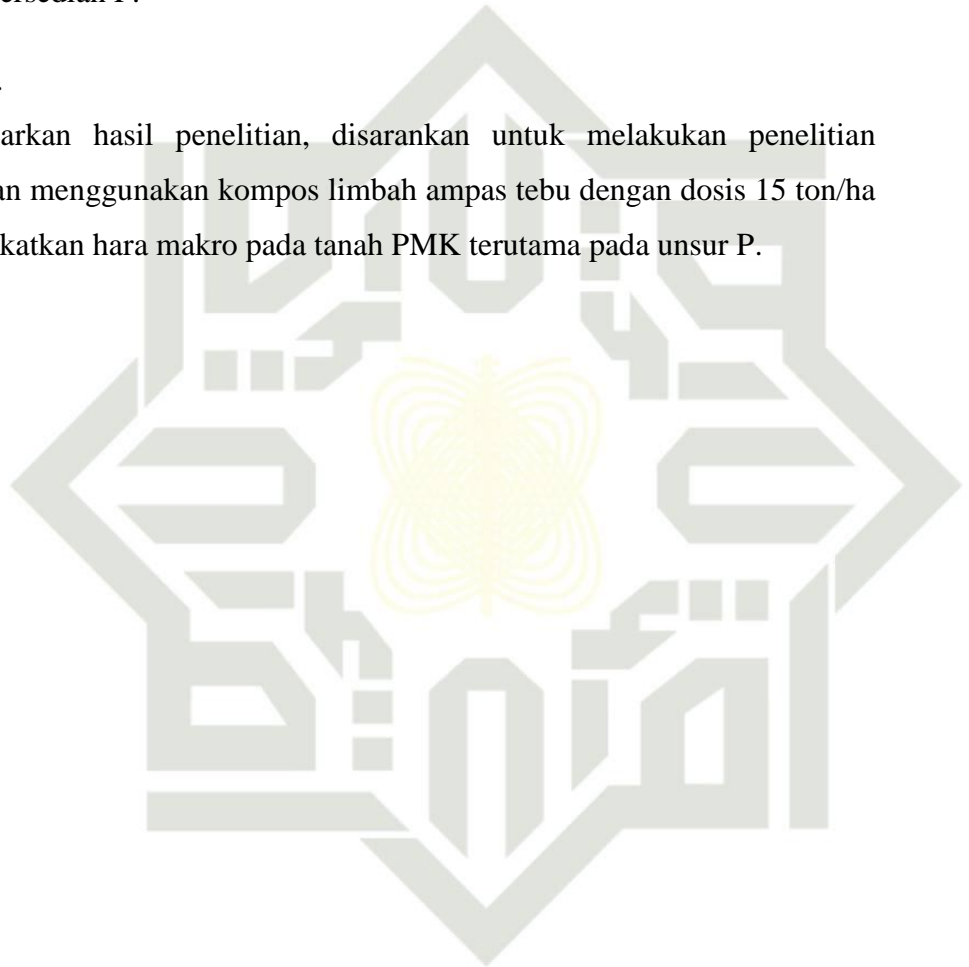 .
arkan hasil penelitian, disarankan untuk melakukan penelitian
an menggunakan kompos limbah ampas tebu dengan dosis 15 ton/ha
katkan hara makro pada tanah PMK terutama pada unsur P.